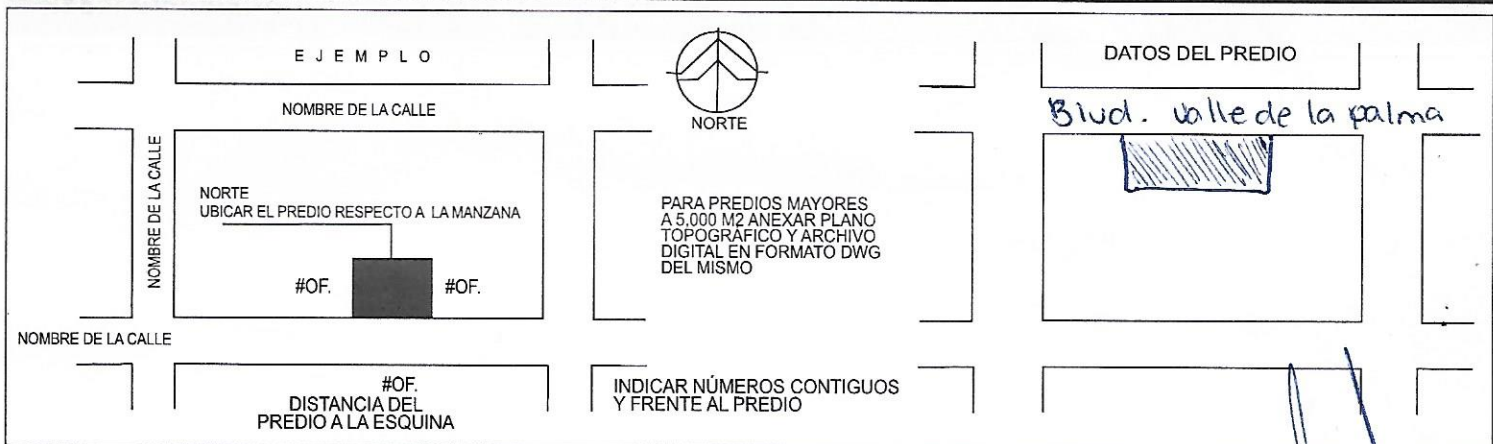 E J E M P L O
NOMBRE DE LA CALLE
NOMBRE DE LA CALLE
NORTE
UBICAR EL PREDIO RESPECTO A LA MANZANA
#OF.
#OF.
NOMBRE DE LA CALLE
#OF.
DISTANCIA DEL
PREDIO A LA ESQUINA
NORTE
PARA PREDIOS MAYORES
A 5,000 M2 ANEXAR PLANO
TOPOGRÁFICO Y ARCHIVO
DIGITAL EN FORMATO DWG
DEL MISMO
INDICAR NÚMEROS CONTIGUOS
Y FRENTE AL PREDIO
DATOS DEL PREDIO
Blvd. Valle de la palma